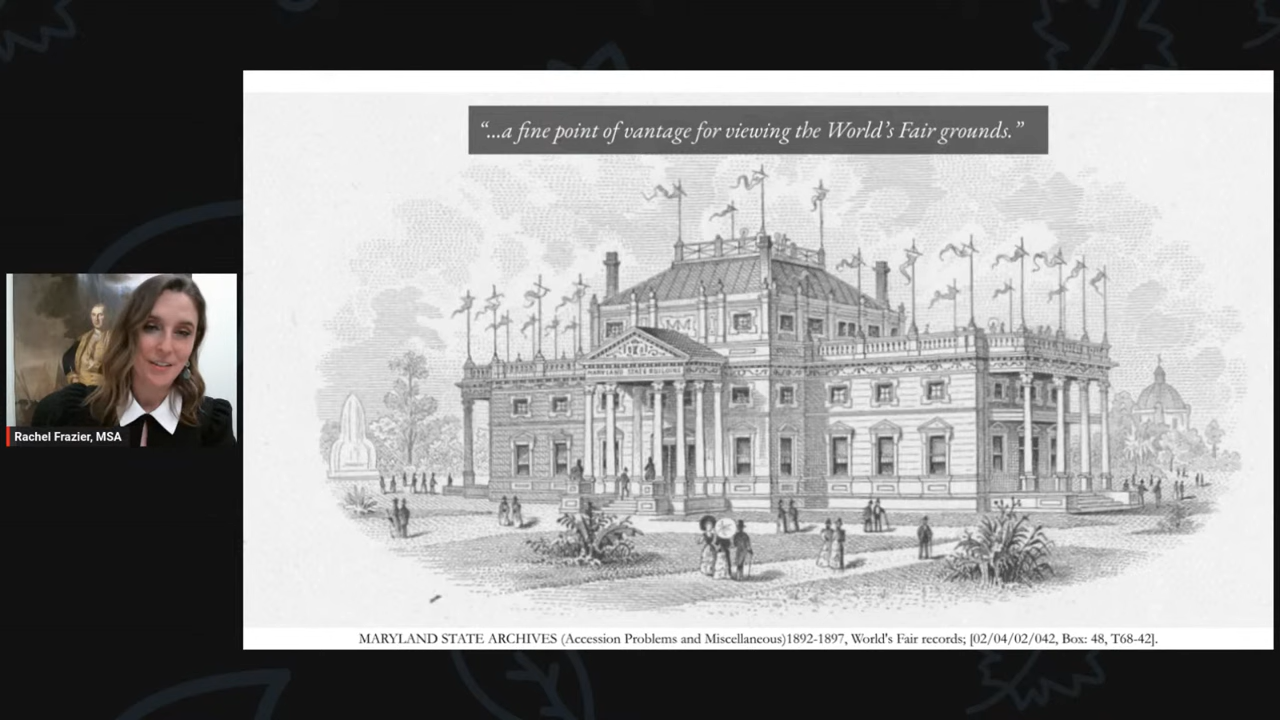 “...a fine point of vantage for viewing the World’s Fair grounds.”
Rachel Frazier, MSA
MARYLAND STATE ARCHIVES (Accession Problems and Miscellaneous)1892-1897, World's Fair records; [02/04/02/042, Box: 48, T68-42].